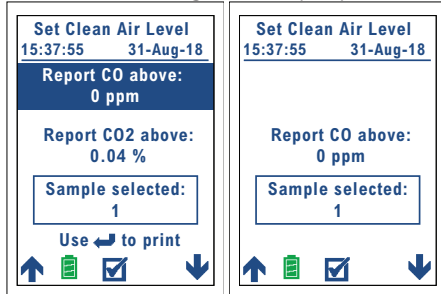 Set Clean Air Level
15:37:55 31-Aug-18
Report CO above:
0 ppm
Report CO2 above:
0.04 %
Sample selected:
1
Use to print
Set Clean Air Level
15:37:55 31-Aug-18
Report CO above:
0 ppm
Sample selected:
1